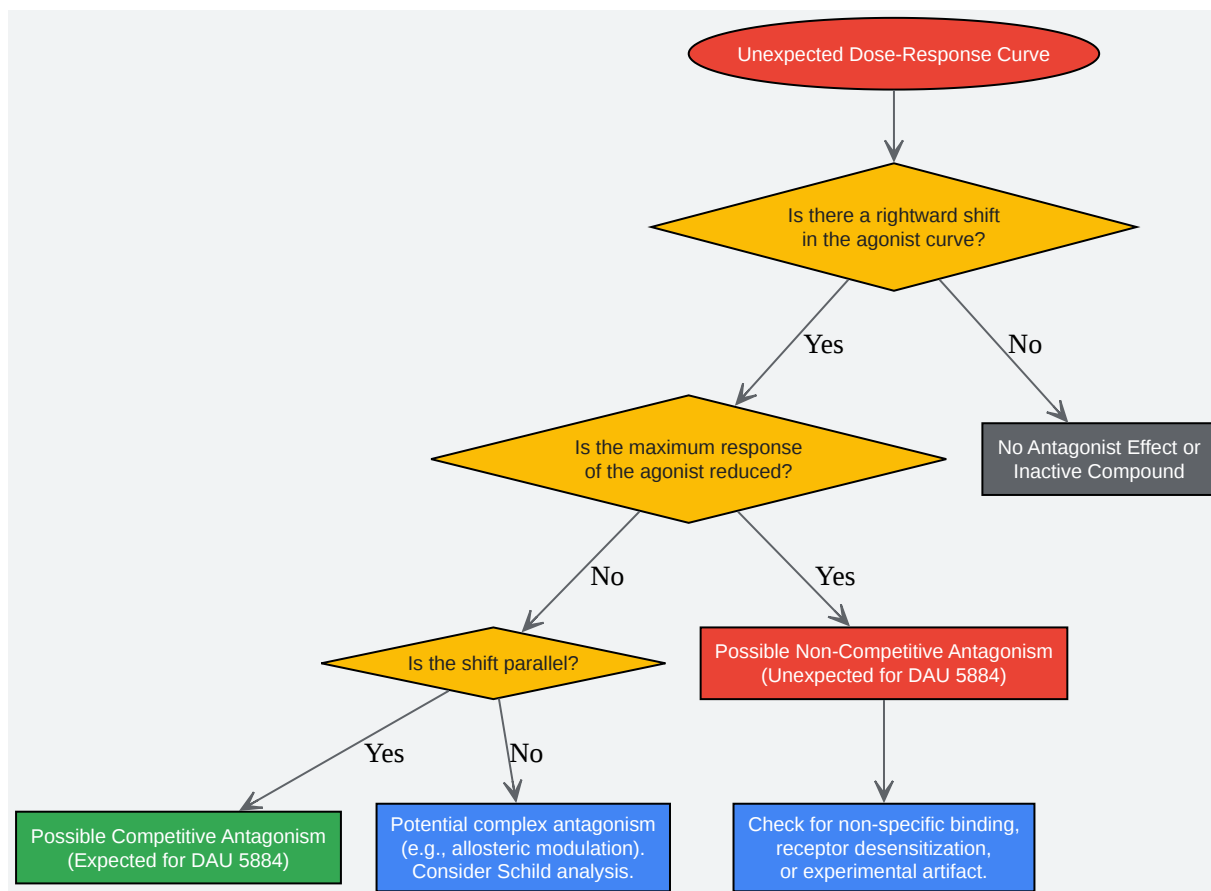 Unexpected Dose-Response Curve
Is there a rightward shift
in the agonist curve?
Yes
No
Is the maximum response
of the agonist reduced?
No Antagonist Effect or
Inactive Compound
No
Yes
Is the shift parallel?
Possible Non-Competitive Antagonism
(Unexpected for DAU 5884)
Yes
No
Possible Competitive Antagonism
(Expected for DAU 5884)
Potential complex antagonism
(e.g., allosteric modulation).
Consider Schild analysis.
Check for non-specific binding,
receptor desensitization,
or experimental artifact.